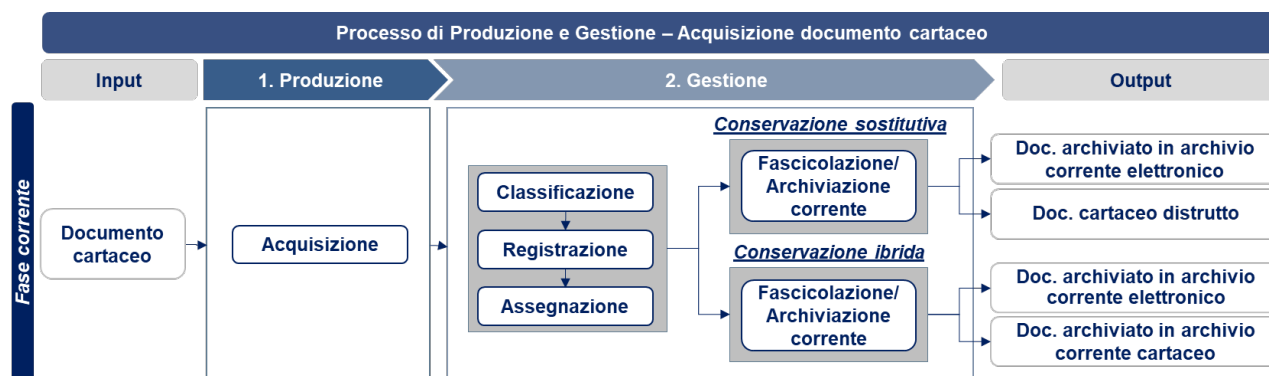 Processo di Produzione e Gestione – Acquisizione documento cartaceo
Input
1. Produzione
2. Gestione
Output
Fase corrente
Documento
cartaceo
Acquisizione
Classificazione
Registrazione
Assegnazione
Conservazione sostitutiva
Fascicolazione/
Archiviazione
corrente
Conservazione ibrida
Fascicolazione/
Archiviazione
corrente
Doc. archiviato in archivio
corrente elettronico
Doc. cartaceo distrutto
Doc. archiviato in archivio
corrente elettronico
Doc. archiviato in archivio
corrente cartaceo